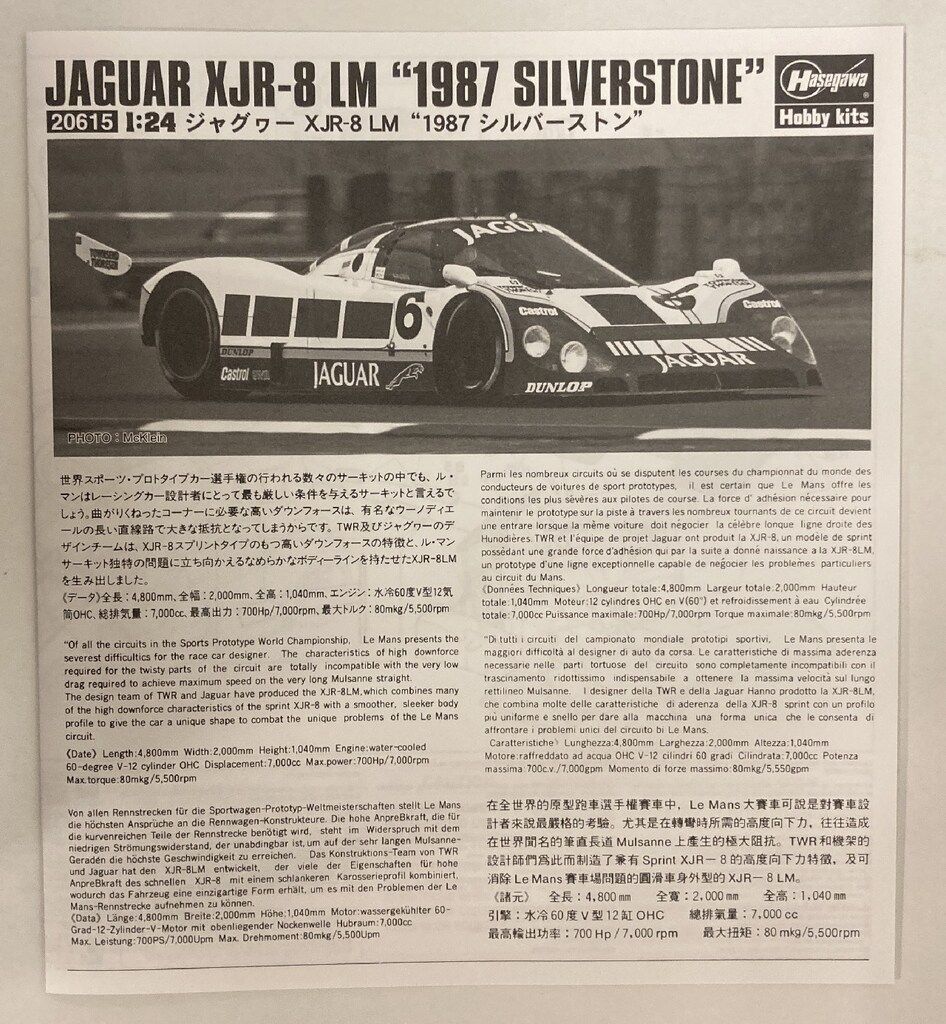 JAGUAR XJR-8 LM “1987 SILVERSTONE”
Hasegawa
Hobby kits
20615 1:24 ジャグヮー XJR-8 LM “1987 シルバーストン”
TOWNSEND THORESEN
JAGUAR
6
Castrol
Castrol
DUNLOP
Castrol
JAGUAR
JAGUAR
DUNLOP
PHOTO : McKlein
世界スポーツ・プロトタイプカー選手権の行われる数々のサーキットの中でも、ル・
マンはレーシングカー設計者にとって最も厳しい条件を与えるサーキットと言えるで
しょう。曲がりくねったコーナーに必要な高いダウンフォースは、有名なウーノディエ
ールの長い直線路で大きな抵抗となってしまうからです。TWR及びジャグワーのデ
ザインチームは、XJR-8スプリントタイプのもつ高いダウンフォースの特徴と、ル・マン
サーキット独特の問題に立ち向かえるなめらかなボディーラインを持たせたXJR-8LM
を生み出しました。
《データ》全長：4,800mm、全幅：2,000mm、全高：1,040mm、エンジン：水冷60度V型12気
筒OHC、総排気量：7,000cc、最高出力：700Hp/7,000rpm、最大トルク：80mkg/5,500rpm
“Of all the circuits in the Sports Prototype World Championship, Le Mans presents the
severest difficultics for the race car designer. The characteristics of high downforce
required for the twisty parts of the circuit are totally incompatible with the very low
drag required to achieve maximum speed on the very long Mulsanne straight.
The design team of TWR and Jaguar have produced the XJR-8LM, which combines many
of the high downforce characteristics of the sprint XJR-8 with a smoother, sleeker body
profile to give the car a unique shape to combat the unique problems of the Le Mans
circuit.
《Date》 Length:4,800mm Width:2,000mm Height:1,040mm Engine:water-cooled
60-degree V-12 cylinder OHC Displacement:7,000cc Max.power:700Hp/7,000rpm
Max.torque:80mkg/5,500rpm
Von allen Rennstrecken für die Sportwagen-Prototyp-Weltmeisterschaften stellt Le Mans
die höchsten Ansprüche an die Rennwagen-Konstrukteure. Die hohe AnpreBkraft, die für
die kurvenreichen Teile der Rennstrecke benötigt wird, steht im Widerspruch mit dem
niedrigen Strömungswiderstand, der unabdingbar ist, um auf der sehr langen Mulsanne-
Geraden die höchste Geschwindigkeit zu erreichen. Das Konstruktions-Team von TWR
und Jaguar hat den XJR-8LM entwickelt, der viele der Eigenschaften für hohe
AnpreBkraft des schnellen XJR-8 mit einem schlankeren Karosserieprofil kombiniert,
wodurch das Fahrzeug eine einzigartige Form erhält, um es mit den Problemen der Le
Mans-Rennstrecke aufnehmen zu können.
《Data》 Länge:4,800mm Breite:2,000mm Höhe:1,040mm Motor:wassergekühlter 60-
Grad-12-Zylinder-V-Motor mit obenliegender Nockenwelle Hubraum:7,000cc
Max. Leistung:700PS/7,000Upm Max. Drehmoment:80mkg/5,500Upm
Parmi les nombreux circuits où se disputent les courses du championnat du monde des
conducteurs de voitures de sport prototypes, il est certain que Le Mans offre les
conditions les plus sévères aux pilotes de course. La force d' adhésion nécessaire pour
maintenir le prototype sur la piste à travers les nombreux tournants de ce circuit devient
une entrare lorsque la même voiture doit négocier la célèbre lonque ligne droite des
Hunodières. TWR et l'équipe de projet Jaguar ont produit la XJR-8, un modèle de sprint
possédant une grande force d'adhésion qui par la suite a donné naissance a la XJR-8LM,
un prototype d'une ligne exceptionnelle capable de négocier les problèmes particuliers
au circuit du Mans.
《Données Techniques》 Longueur totale:4,800mm Largeur totale:2,000mm Hauteur
totale:1,040mm Moteur:12 cylindres OHC en V(60°) et refroidissement à eau Cylindrée
totale:7,000cc Puissance maximale:700Hp/7,000rpm Torque maximale:80mkg/5,500rpm
“Di tutti i circuiti del campionato mondiale prototipi sportivi, Le Mans presenta le
maggiori difficoltà al designer di auto da corsa. Le caratteristiche di massima aderenza
necessarie nelle parti tortuose del circuito sono completamente incompatibili con il
trascinamento ridottissimo indispensabile a ottenere la massima velocità sul lungo
rettilineo Mulsanne. I designer della TWR e della Jaguar Hanno prodotto la XJR-8LM,
che combina molte delle caratteristiche di aderenza della XJR-8 sprint con un profilo
più uniforme e snello per dare alla macchina una forma unica che le consenta di
affrontare i problemi unici del circuito bi Le Mans.
Caratteristiche》 Lunghezza:4,800mm Larghezza:2,000mm Altezza:1,040mm
Motore:raffreddato ad acqua OHC V-12 cilindri 60 gradi Cilindrata:7,000cc Potenza
massima 700c.v./7,000gpm Momento di forze massimo:80mkg/5,550gpm
在全世界的原型跑車選手權賽車中，Le Mans大賽車可說是對賽車設
計者來說最嚴格的考驗。尤其是在轉彎時所需的高度向下力，往往造成
在世界聞名的筆直長道 Mulsanne 上產生的極大阻抗。TWR和機架的
設計師們為此而制造了兼有 Sprint XJR－8 的高度向下力特徵，及可
消除 Le Mans 賽車場問題的圓滑車身外型的 XJR－8 LM。
《諸元》 全長：4,800 mm 全寬：2,000 mm 全高：1,040 mm
引擎：水冷60度V型12缸 OHC 總排氣量：7,000 cc
最高輸出功率：700 Hp / 7,000 rpm 最大扭矩：80 mkg/5,500rpm